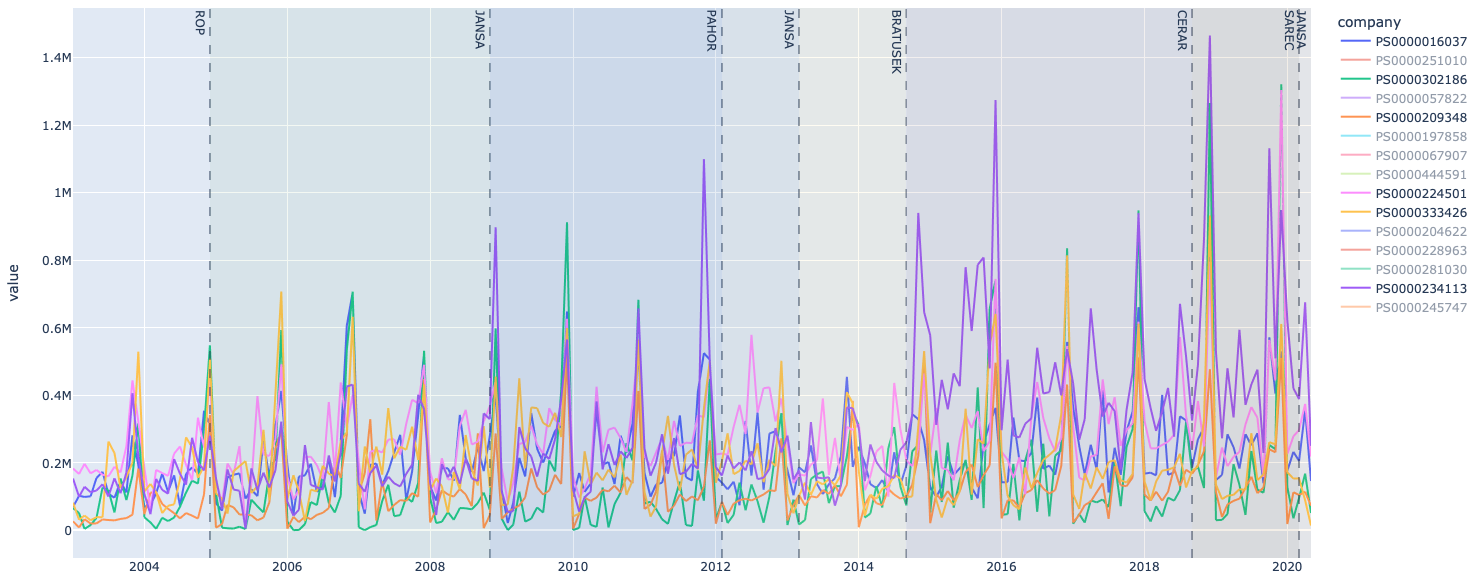 ROP
JANSA
PAHOR
JANSA
BRATUSEK
CERAR
SAREC
JANSA
company
PS0000016037
PS0000251010
PS0000302186
PS0000057822
PS0000209348
PS0000197858
PS0000067907
PS0000444591
PS0000224501
PS0000333426
PS0000204622
PS0000228963
PS0000281030
PS0000234113
PS0000245747
value
1.4M
1.2M
1M
0.8M
0.6M
0.4M
0.2M
0
2004
2006
2008
2010
2012
2014
2016
2018
2020